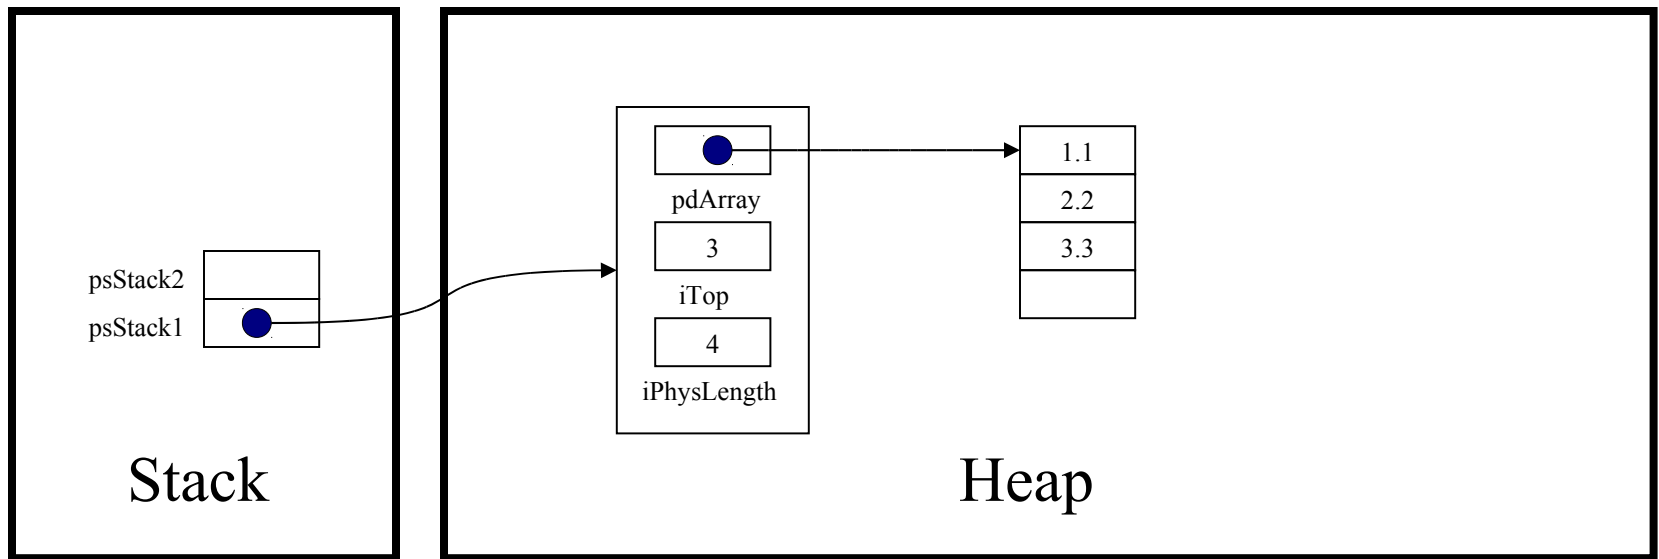 1.1
pdArray
2.2
3
3.3
psStack2
iTop
psStack1
4
iPhysLength
Stack
Heap